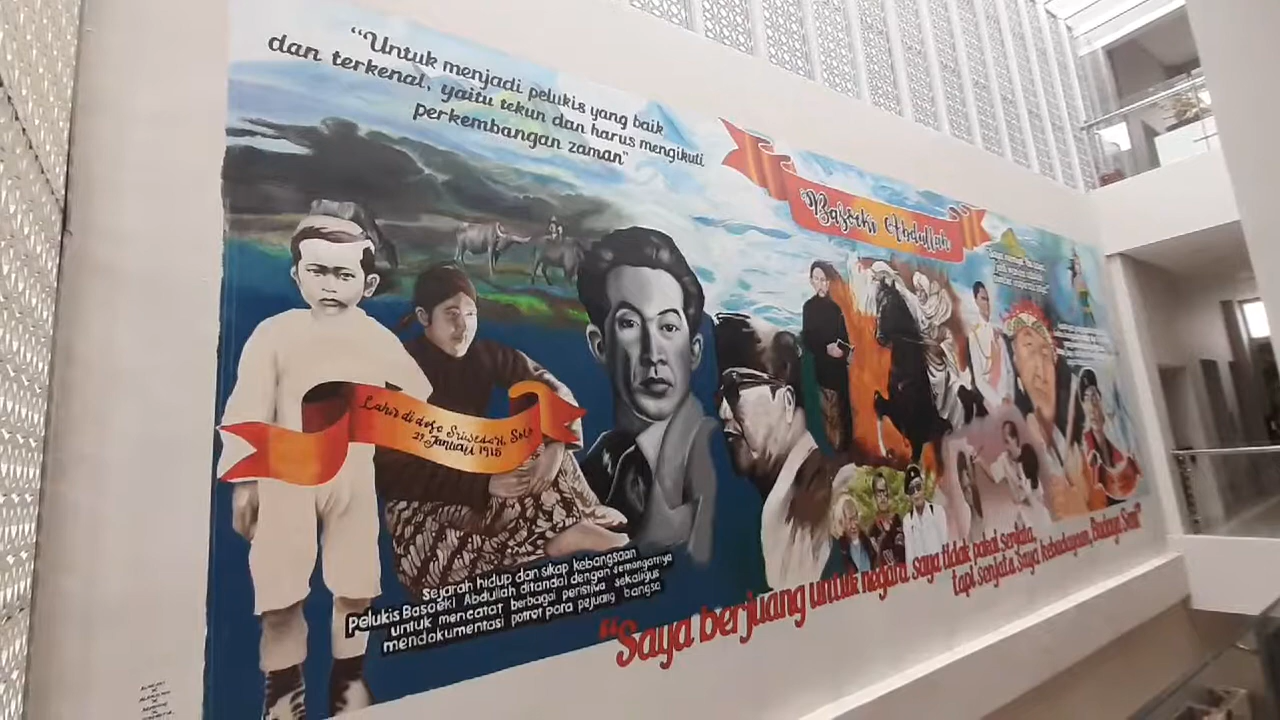 "Untuk menjadi pelukis yang baik
dan terkenal, yaitu tekun dan harus mengikuti
perkembangan zaman"
Basoeki Abdullah
Lahir di desa Sriwedari, Solo
27 Januari 1915
sejarah hidup dan sikap kebangsaan
pelukis Basoeki Abdullah ditandai dengan semangatnya
untuk mencatat berbagai peristiwa sekaligus
mendokumentasi potret para pejuang bangsa
"Saya berjuang untuk negara saya tidak pakai senjata,
tapi senjata saya kebudayaan, Budaya Seni"